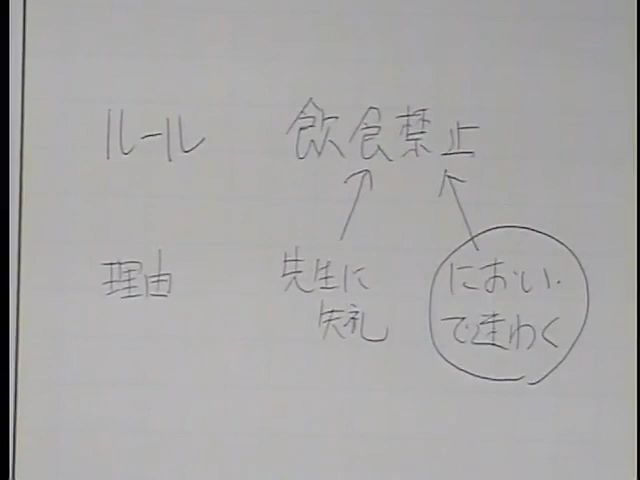 ルール 飲食禁止
理由 先生に
失礼
におい
で迷わく